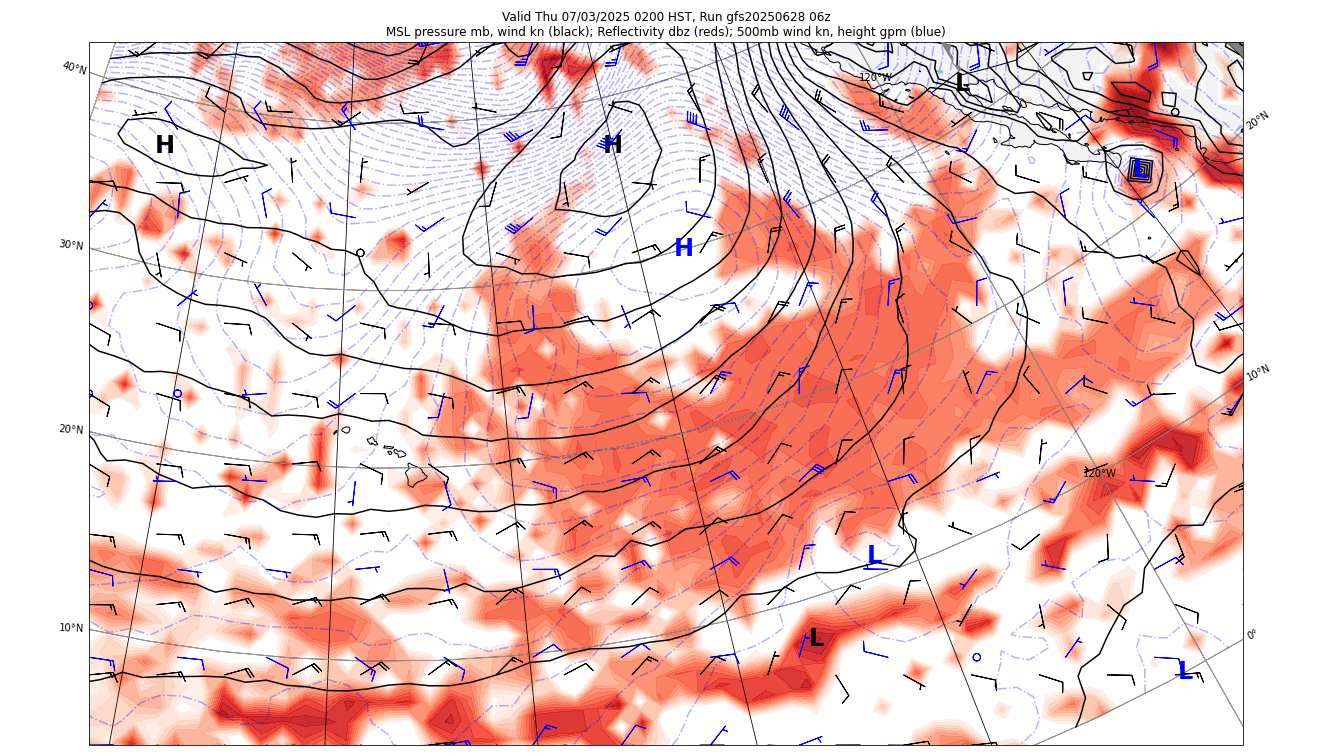 Valid Thu 07/03/2025 0200 HST, Run gfs20250628 06z
MSL pressure mb, wind kn (black); Reflectivity dbz (reds); 500mb wind kn, height gpm (blue)
40°N
120°W
L
20°N
H
H
L
30°N
H
10°N
20°N
120°W
L
10°N
L
0°
L